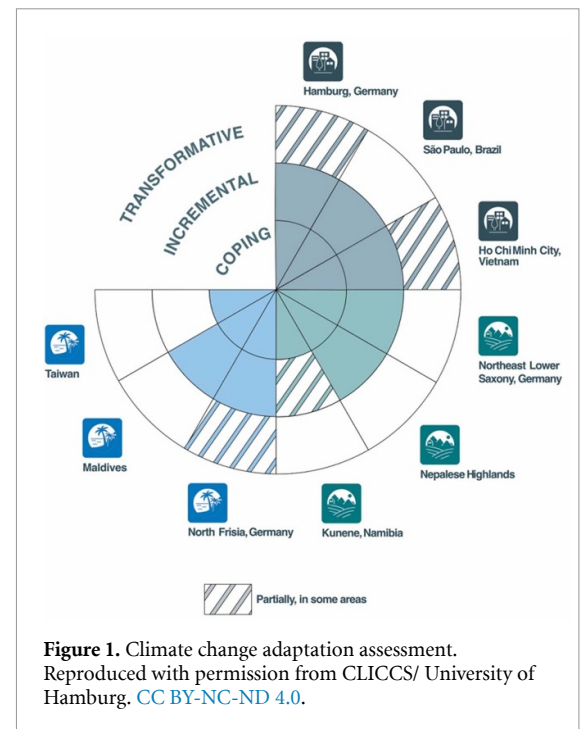 Hamburg, Germany
São Paulo, Brazil
TRANSFORMATIVE
INCREMENTAL
COPING
Ho Chi Minh City,
Vietnam
Northeast Lower
Saxony, Germany
Taiwan
Maldives
Nepalese Highlands
North Frisia, Germany
Kunene, Namibia
Partially, in some areas
Figure 1. Climate change adaptation assessment.
Reproduced with permission from CLICCS/ University of
Hamburg. CC BY-NC-ND 4.0.